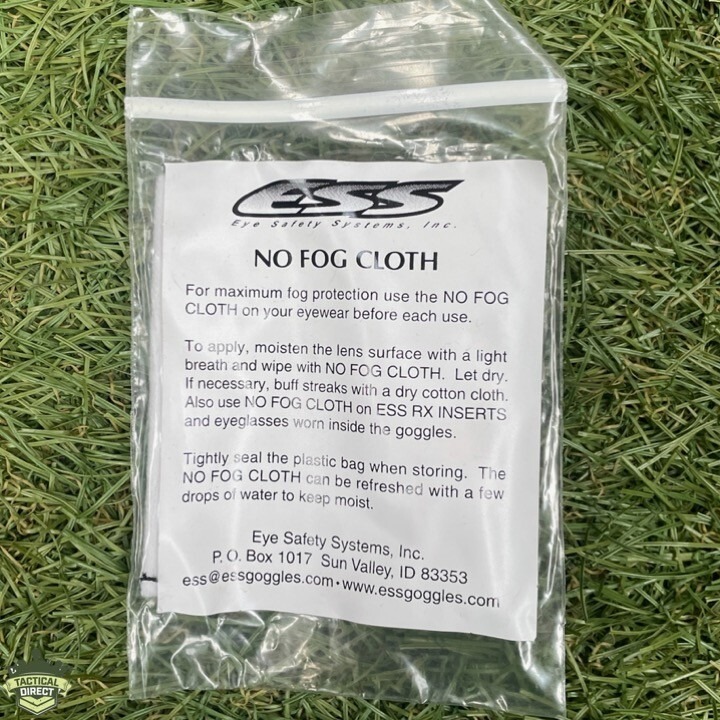 ESS
Eye Safety Systems, Inc.
NO FOG CLOTH
For maximum fog protection use the NO FOG
CLOTH on your eyewear before each use.
To apply, moisten the lens surface with a light
breath and wipe with NO FOG CLOTH. Let dry.
If necessary, buff streaks with a dry cotton cloth.
Also use NO FOG CLOTH on ESS RX INSERTS
and eyeglasses worn inside the goggles.
Tightly seal the plastic bag when storing. The
NO FOG CLOTH can be refreshed with a few
drops of water to keep moist.
Eye Safety Systems, Inc.
P. O. Box 1017 Sun Valley, ID 83353
ess@essgoggles.com • www.essgoggles.com
TACTICAL
DIRECT